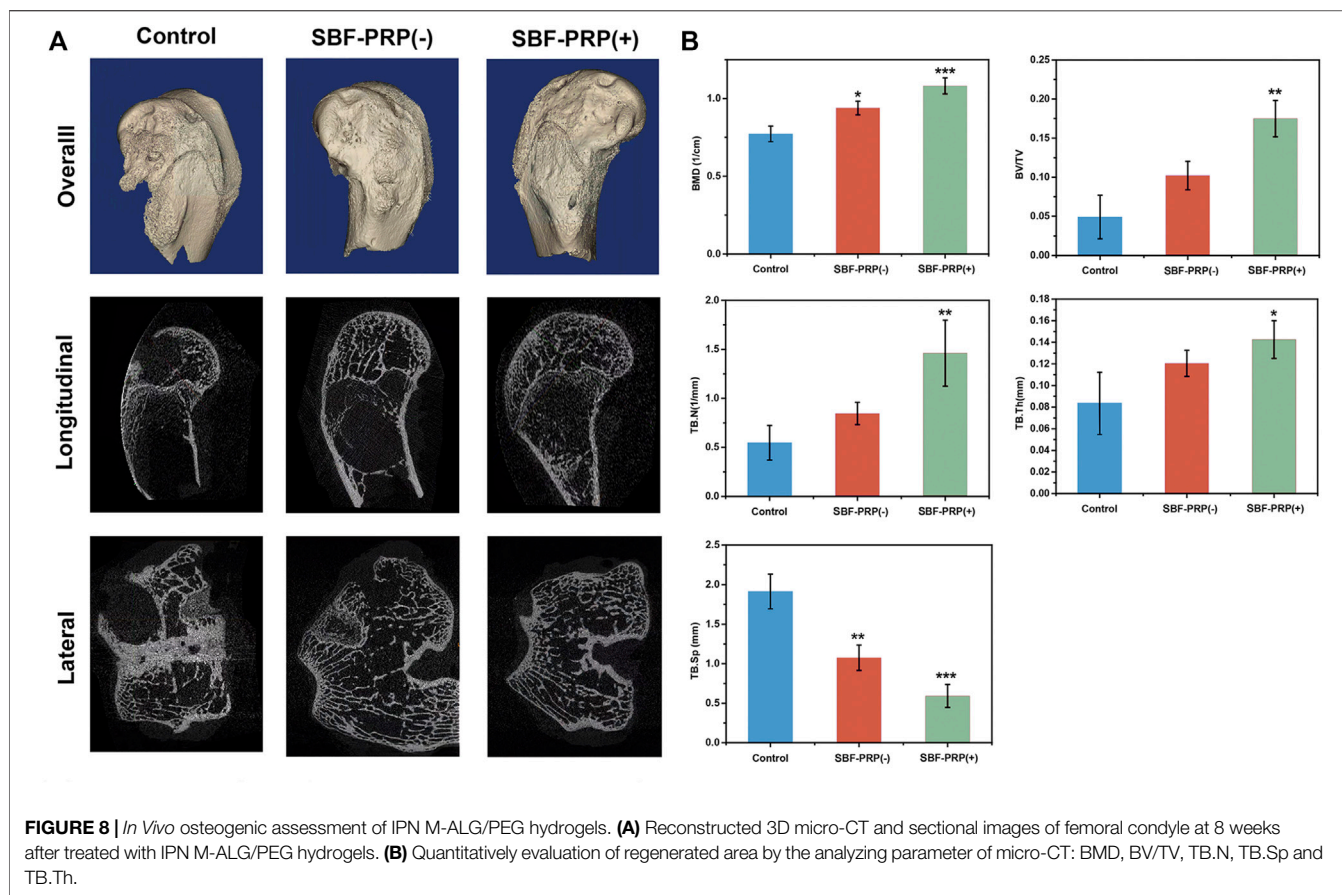 A
Control
SBF-PRP(-)
SBF-PRP(+)
Overalll
Longitudinal
Lateral
B
***
*
1.0
0.5
0.0
BMD (1/cm)
Control
SBF-PRP(-)
SBF-PRP(+)
**
0.25
0.20
0.15
0.10
0.05
0.00
BV/TV
Control
SBF-PRP(-)
SBF-PRP(+)
**
2.0
1.5
1.0
0.5
0.0
TB.N(1/mm)
Control
SBF-PRP(-)
SBF-PRP(+)
*
0.18
0.16
0.14
0.12
0.10
0.08
0.06
0.04
0.02
0.00
TB.Th(mm)
Control
SBF-PRP(-)
SBF-PRP(+)
**
***
2.5
2.0
1.5
1.0
0.5
0.0
TB.Sp (mm)
Control
SBF-PRP(-)
SBF-PRP(+)
FIGURE 8 | In Vivo osteogenic assessment of IPN M-ALG/PEG hydrogels. (A) Reconstructed 3D micro-CT and sectional images of femoral condyle at 8 weeks
after treated with IPN M-ALG/PEG hydrogels. (B) Quantitatively evaluation of regenerated area by the analyzing parameter of micro-CT: BMD, BV/TV, TB.N, TB.Sp and
TB.Th.